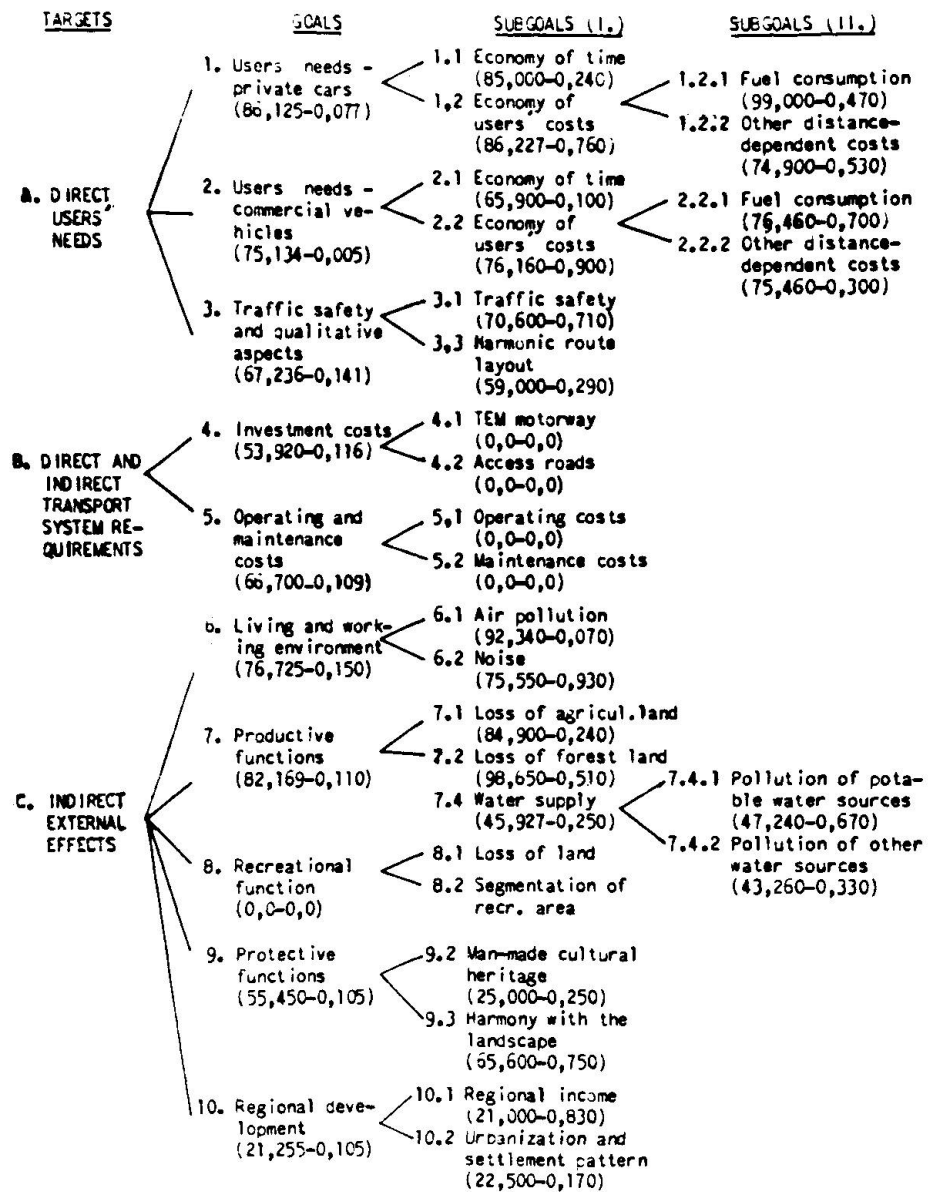 TARGETS
GOALS
SUBGOALS (I.)
SUBGOALS (II.)
A. DIRECT
USERS'
NEEDS
1. Users needs -
private cars
(86,125-0,077)
1.1 Economy of time
(85,000-0,240)
1,2 Economy of
users' costs
(86,227-0,760)
1.2.1 Fuel consumption
(99,000-0,470)
1.2.2 Other distance-
dependent costs
(74,900-0,530)
2. Users needs -
commercial ve-
hicles
(75,134-0,005)
2.1 Economy of time
(65,900-0,100)
2.2 Economy of
users' costs
(76,160-0,900)
2.2.1 Fuel consumption
(76,460-0,700)
2.2.2 Other distance-
dependent costs
(75,460-0,300)
3. Traffic safety
and qualitative
aspects
(67,236-0,141)
3.1 Traffic safety
(70,600-0,710)
3,3 Harmonic route
layout
(59,000-0,290)
B. DIRECT AND
INDIRECT
TRANSPORT
SYSTEM RE-
QUIREMENTS
4. Investment costs
(53,920-0,116)
4.1 TEM motorway
(0,0-0,0)
4.2 Access roads
(0,0-0,0)
5. Operating and
maintenance
costs
(66,700-0,109)
5,1 Operating costs
(0,0-0,0)
5.2 Maintenance costs
(0,0-0,0)
C. INDIRECT
EXTERNAL
EFFECTS
6. Living and work-
ing environment
(76,725-0,150)
6.1 Air pollution
(92,340-0,070)
6.2 Noise
(75,550-0,930)
7. Productive
functions
(82,169-0,110)
7.1 Loss of agricul.land
(84,900-0,240)
7.2 Loss of forest land
(98,650-0,510)
7.4 Water supply
(45,927-0,250)
7.4.1 Pollution of pota-
ble water sources
(47,240-0,670)
7.4.2 Pollution of other
water sources
(43,260-0,330)
8. Recreational
function
(0,0-0,0)
8.1 Loss of land
8.2 Segmentation of
recr. area
9. Protective
functions
(55,450-0,105)
9.2 Man-made cultural
heritage
(25,000-0,250)
9.3 Harmony with the
landscape
(65,600-0,750)
10. Regional deve-
lopment
(21,255-0,105)
10.1 Regional income
(21,000-0,830)
10.2 Urbanization and
settlement pattern
(22,500-0,170)